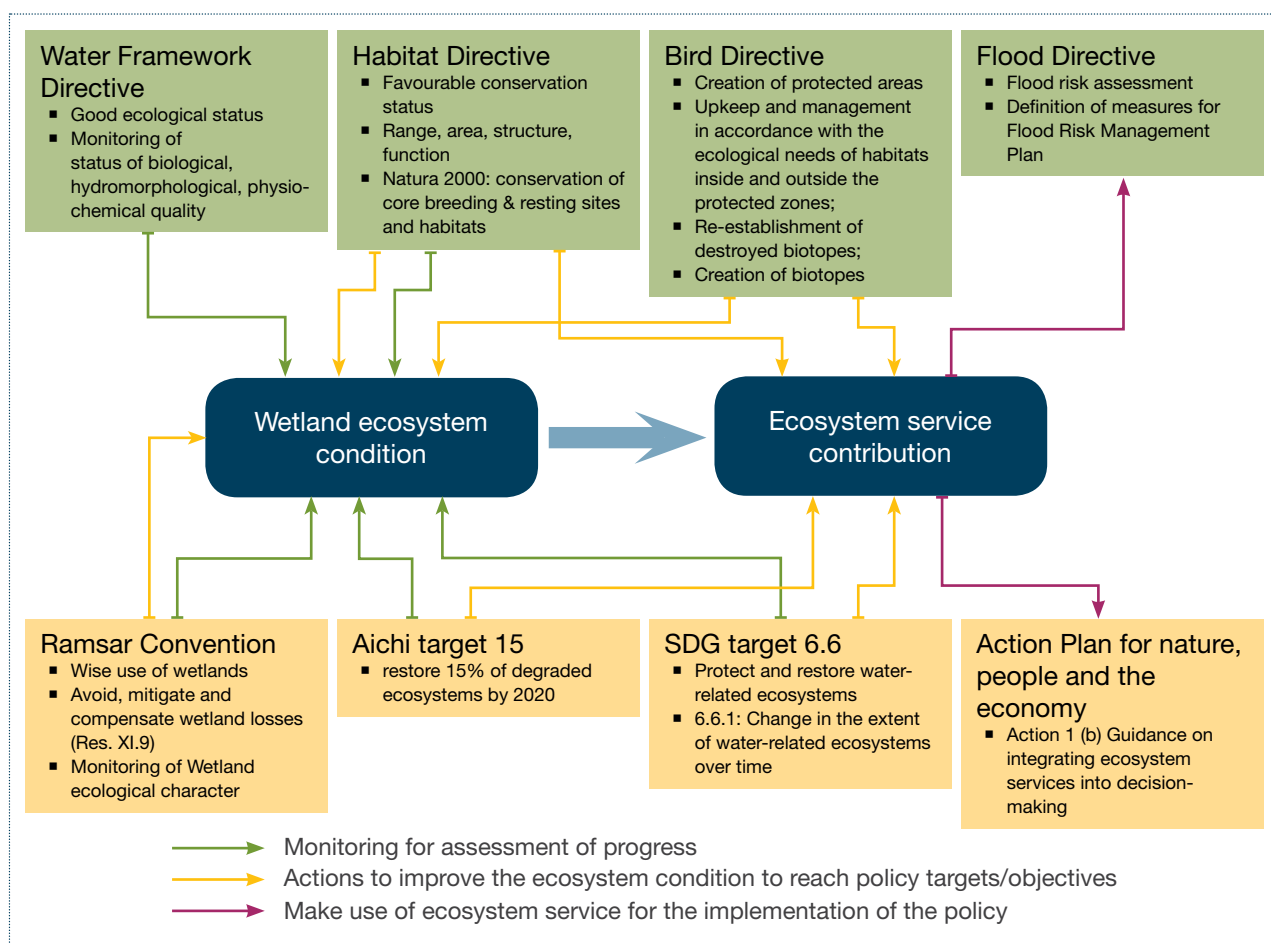 Water Framework
Directive
■ Good ecological status
■ Monitoring of
status of biological,
hydromorphological, physio-
chemical quality
Habitat Directive
■ Favourable conservation
status
■ Range, area, structure,
function
■ Natura 2000: conservation of
core breeding & resting sites
and habitats
Bird Directive
■ Creation of protected areas
■ Upkeep and management
in accordance with the
ecological needs of habitats
inside and outside the
protected zones;
■ Re-establishment of
destroyed biotopes;
■ Creation of biotopes
Flood Directive
■ Flood risk assessment
■ Definition of measures for
Flood Risk Management
Plan
Wetland ecosystem
condition
Ecosystem service
contribution
Ramsar Convention
■ Wise use of wetlands
■ Avoid, mitigate and
compensate wetland losses
(Res. XI.9)
■ Monitoring of Wetland
ecological character
Aichi target 15
■ restore 15% of degraded
ecosystems by 2020
SDG target 6.6
■ Protect and restore water-
related ecosystems
■ 6.6.1: Change in the extent
of water-related ecosystems
over time
Action Plan for nature,
people and the
economy
■ Action 1 (b) Guidance on
integrating ecosystem
services into decision-
making
Monitoring for assessment of progress
Actions to improve the ecosystem condition to reach policy targets/objectives
Make use of ecosystem service for the implementation of the policy